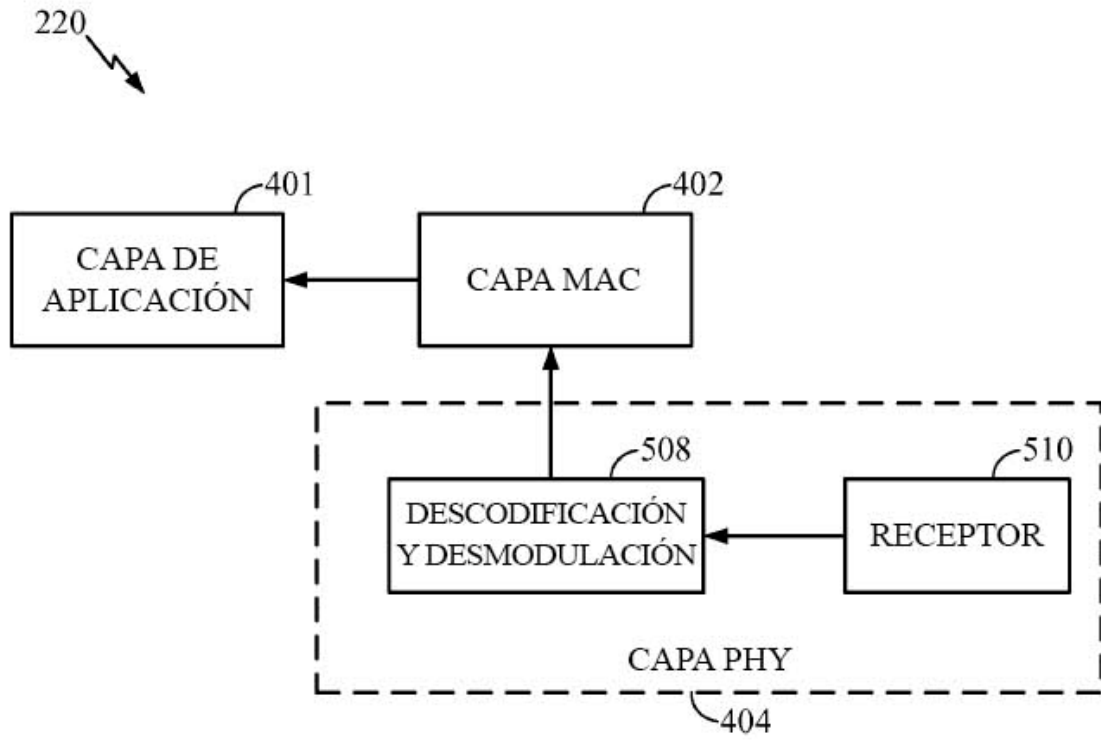 220
401
402
CAPA DE
APLICACIÓN
CAPA MAC
508
510
DESCODIFICACIÓN
Y DESMODULACIÓN
RECEPTOR
CAPA PHY
404